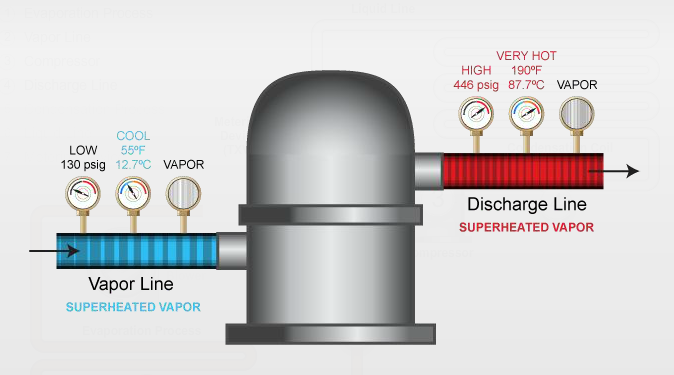 VERY HOT
HIGH 190ºF VAPOR
446 psig 87.7ºC
COOL
LOW 55ºF
130 psig 12.7ºC VAPOR
Discharge Line
SUPERHEATED VAPOR
Vapor Line
SUPERHEATED VAPOR